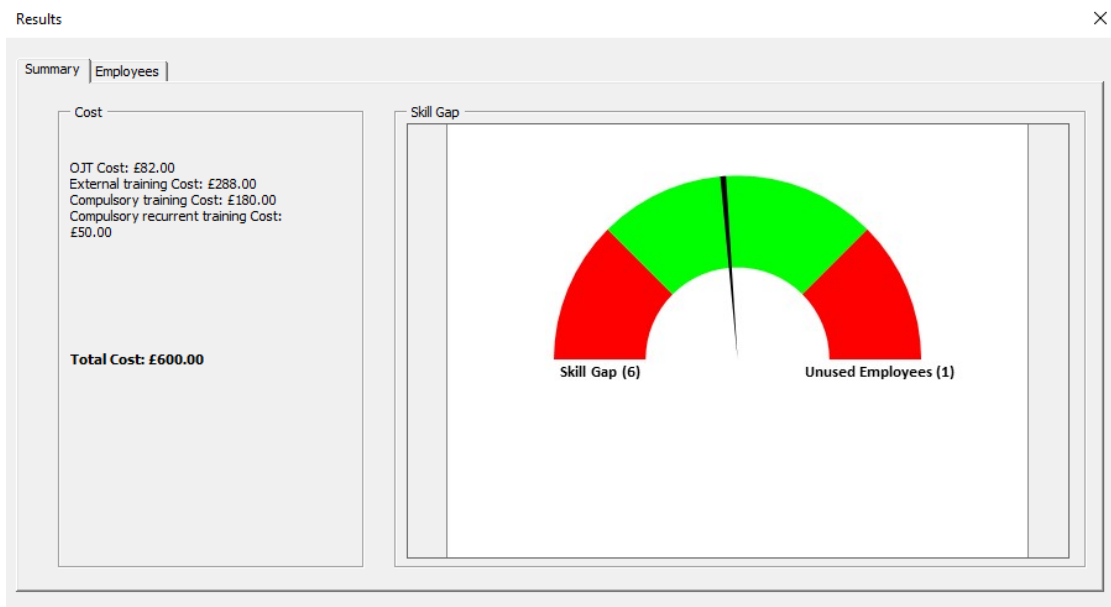 Results
Summary
Employees
Cost
OJT Cost: £82.00
External training Cost: £288.00
Compulsory training Cost: £180.00
Compulsory recurrent training Cost:
£50.00
Total Cost: £600.00
Skill Gap
Skill Gap (6)
Unused Employees (1)